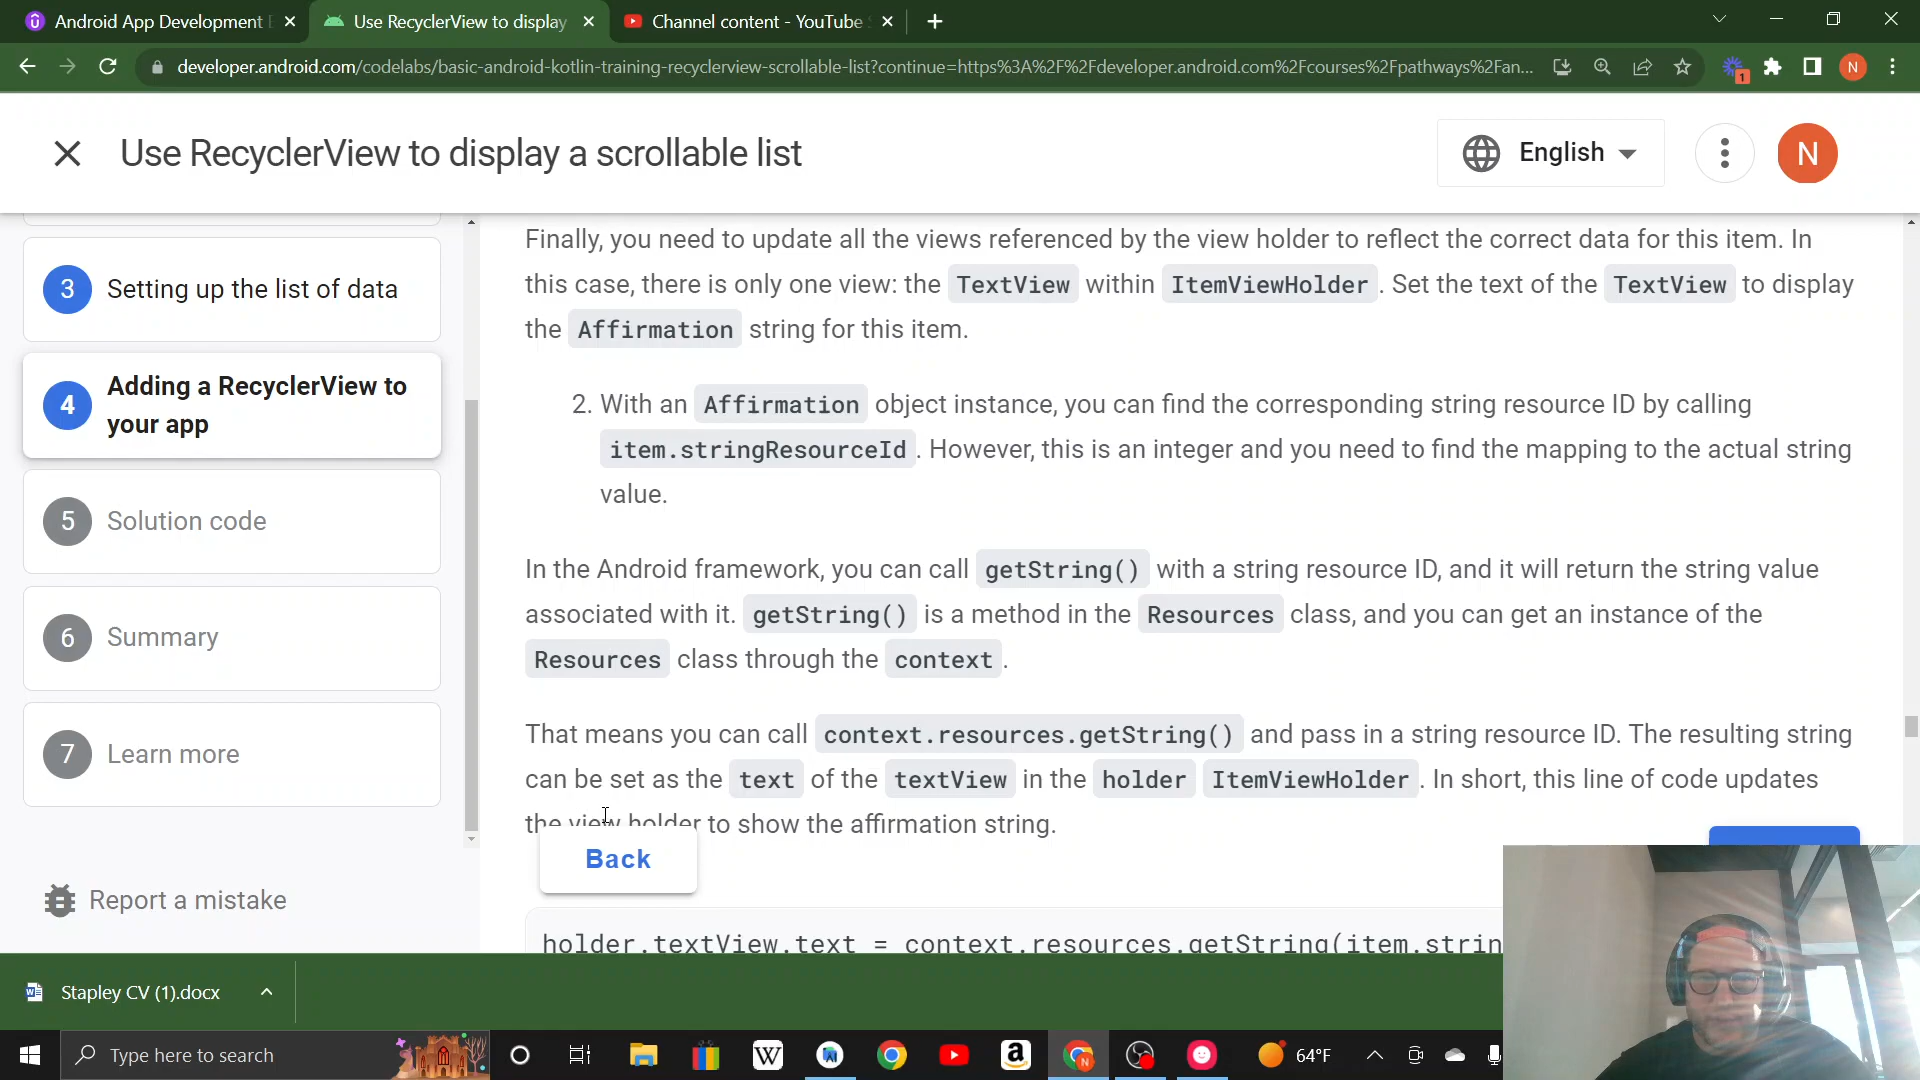 Android App Development
Use RecyclerView to display
Channel content - YouTube
developer.android.com/codelabs/basic-android-kotlin-training-recyclerview-scrollable-list?continue=https%3A%2F%2Fdeveloper.android.com%2Fcourses%2Fpathways%2Fan...
1
N
Use RecyclerView to display a scrollable list
English
N
3 Setting up the list of data
4 Adding a RecyclerView to
your app
5 Solution code
6 Summary
7 Learn more
Report a mistake
Finally, you need to update all the views referenced by the view holder to reflect the correct data for this item. In
this case, there is only one view: the TextView within ItemViewHolder. Set the text of the TextView to display
the Affirmation string for this item.
2. With an Affirmation object instance, you can find the corresponding string resource ID by calling
item.stringResourceId. However, this is an integer and you need to find the mapping to the actual string
value.
In the Android framework, you can call getString() with a string resource ID, and it will return the string value
associated with it. getString() is a method in the Resources class, and you can get an instance of the
Resources class through the context.
That means you can call context.resources.getString() and pass in a string resource ID. The resulting string
can be set as the text of the textView in the holder ItemViewHolder. In short, this line of code updates
the view holder to show the affirmation string.
Back
holder.textView.text = context.resources.getString(item.strin
Stapley CV (1).docx
Type here to search
W
a
N
64°F